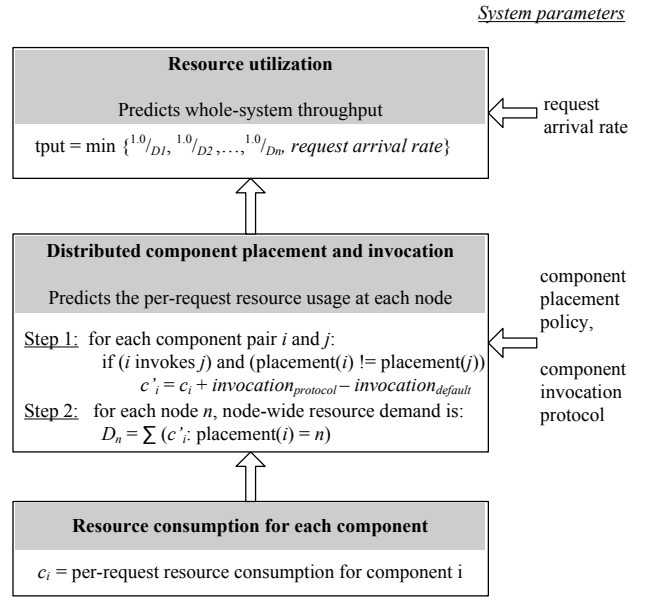 System parameters
Resource utilization
Predicts whole-system throughput
tput = min {1.0/D1, 1.0/D2,…,1.0/Dn, request arrival rate}
request
arrival rate
Distributed component placement and invocation
Predicts the per-request resource usage at each node
Step 1: for each component pair i and j:
if (i invokes j) and (placement(i) != placement(j))
c'i = ci + invocationprotocol – invocationdefault
Step 2: for each node n, node-wide resource demand is:
Dn = ∑ (c'i: placement(i) = n)
component
placement
policy,
component
invocation
protocol
Resource consumption for each component
ci = per-request resource consumption for component i